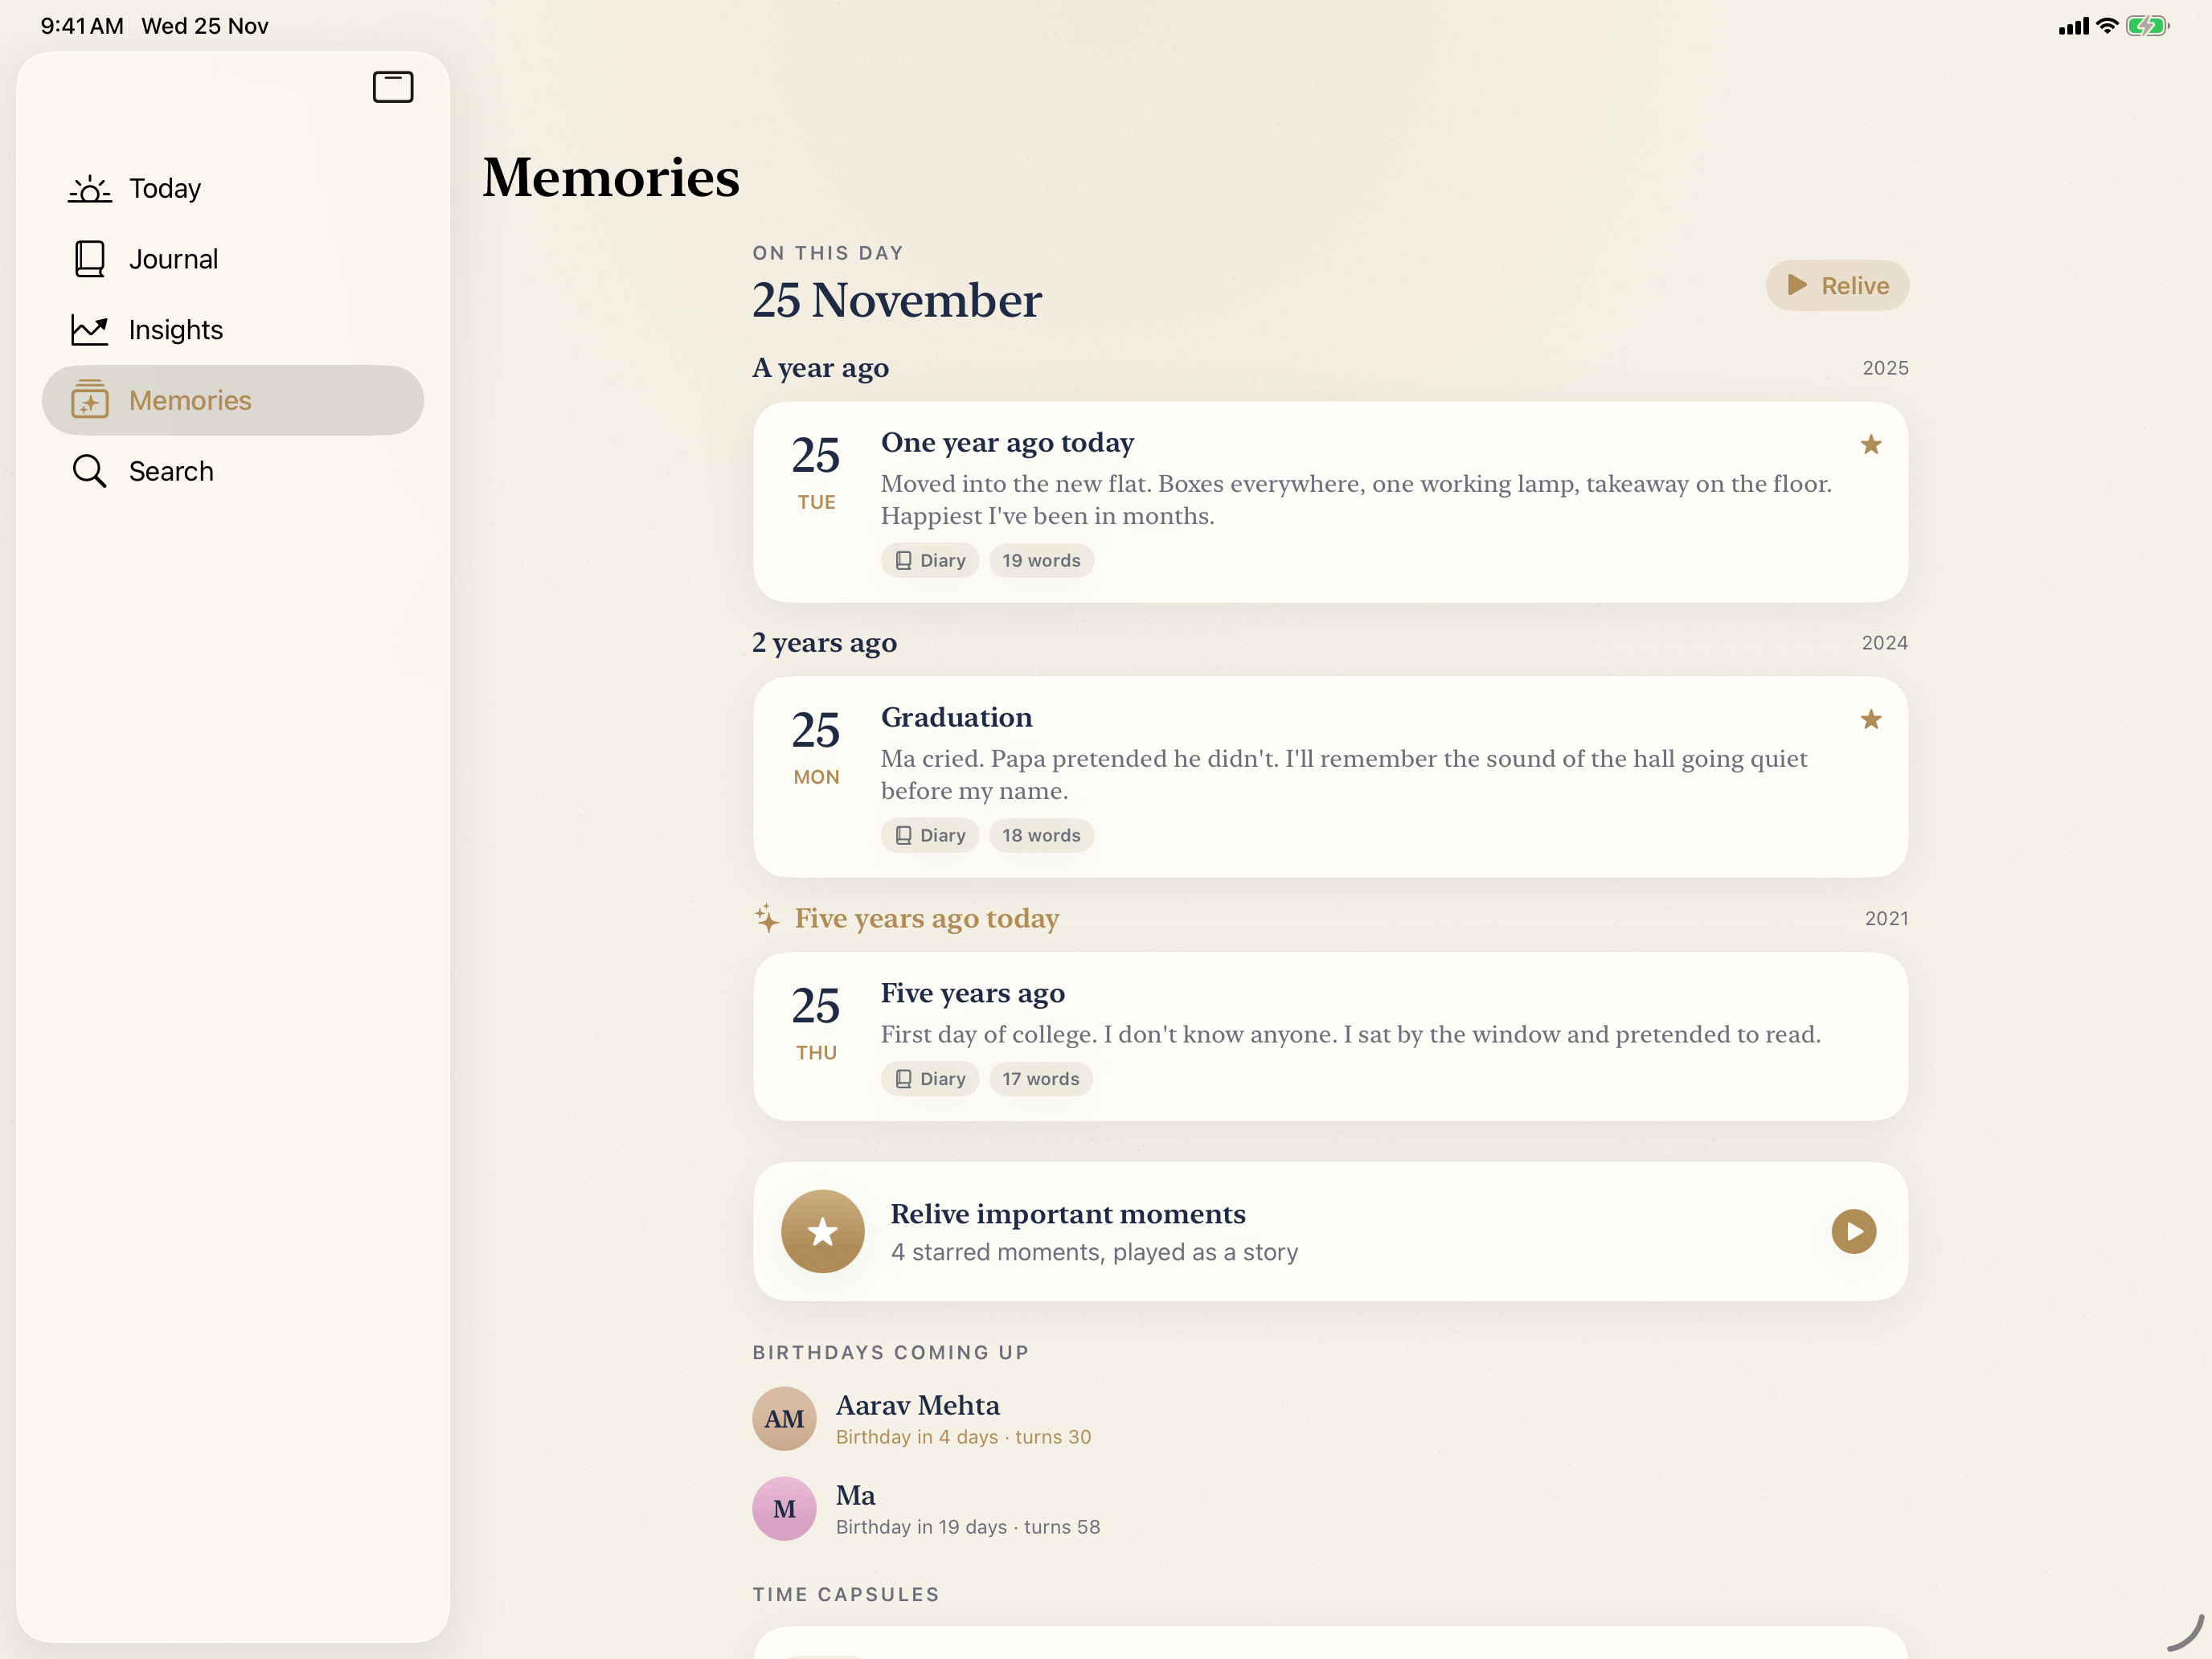 9:41 AM Wed 25 Nov
Today
Journal
Insights
Memories
Search
Memories
ON THIS DAY
25 November
Relive
A year ago
2025
25
TUE
One year ago today
Moved into the new flat. Boxes everywhere, one working lamp, takeaway on the floor.
Happiest I've been in months.
Diary
19 words
2 years ago
2024
25
MON
Graduation
Ma cried. Papa pretended he didn't. I'll remember the sound of the hall going quiet
before my name.
Diary
18 words
Five years ago today
2021
25
THU
Five years ago
First day of college. I don't know anyone. I sat by the window and pretended to read.
Diary
17 words
Relive important moments
4 starred moments, played as a story
BIRTHDAYS COMING UP
AM
Aarav Mehta
Birthday in 4 days · turns 30
M
Ma
Birthday in 19 days · turns 58
TIME CAPSULES